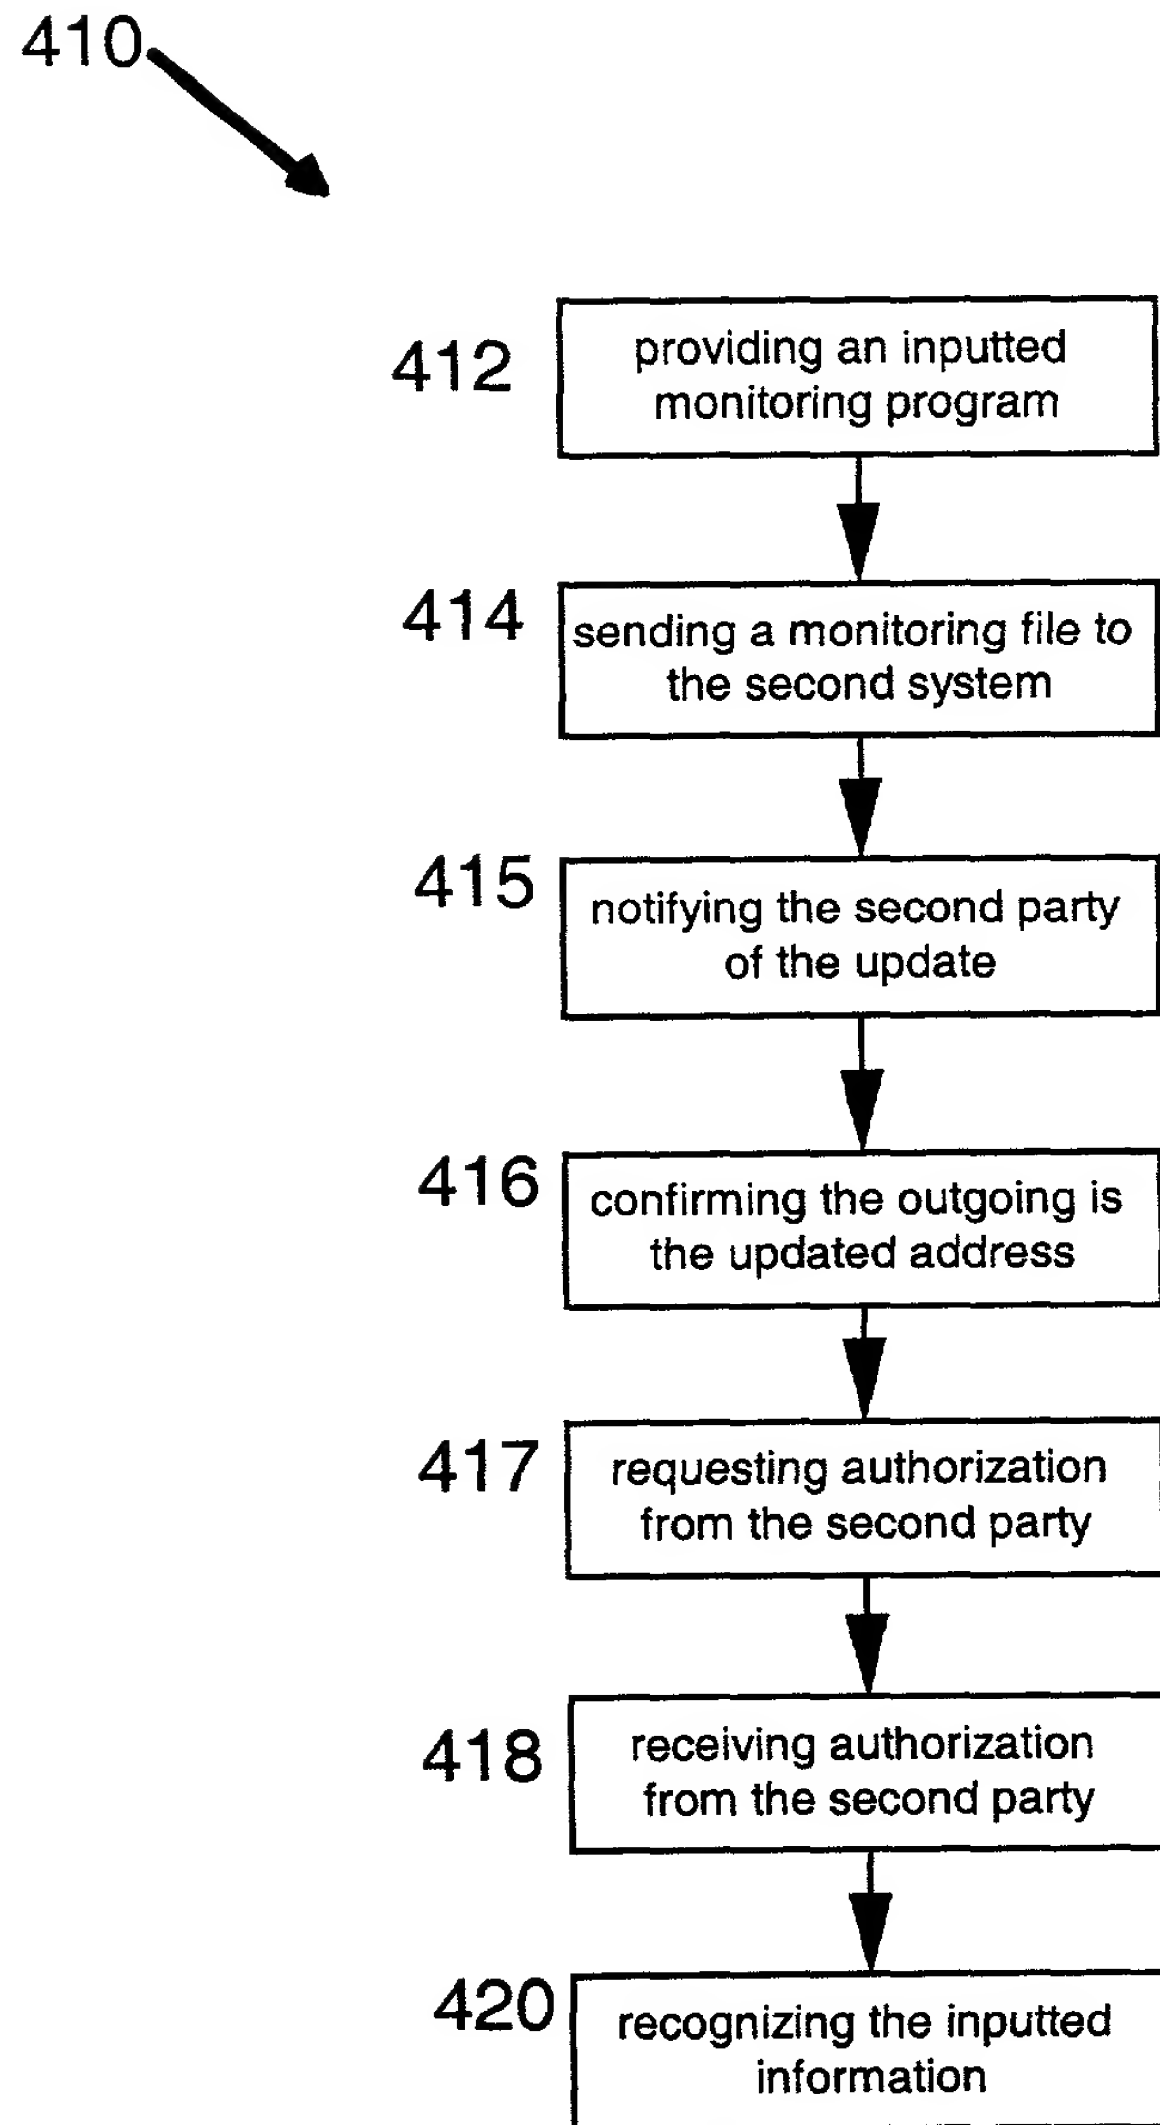 410
412
providing an inputted
monitoring program
414
sending a monitoring file to
the second system
415
notifying the second party
of the update
416
confirming the outgoing is
the updated address
417
requesting authorization
from the second party
418
receiving authorization
from the second party
420
recognizing the inputted
information